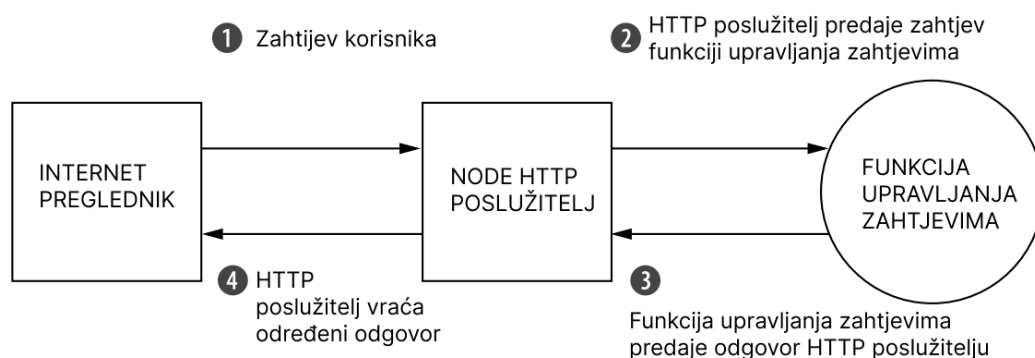 1 Zahtijev korisnika
2 HTTP poslužitelj predaje zahtjev
funkciji upravljanja zahtjevima
INTERNET
PREGLEDNIK
NODE HTTP
POSLUŽITELJ
FUNKCIJA
UPRAVLJANJA
ZAHTJEVIMA
4 HTTP
poslužitelj vraća
određeni odgovor
3
Funkcija upravljanja zahtjevima
predaje odgovor HTTP poslužitelju